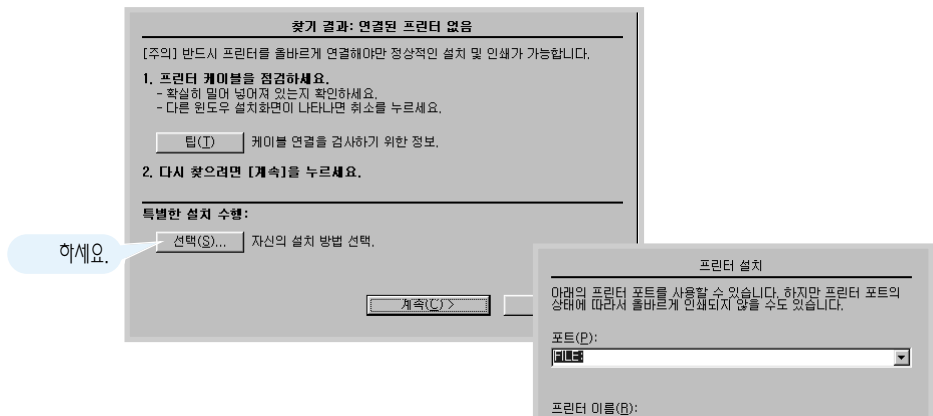 찾기 결과: 연결된 프린터 없음
[주의] 반드시 프린터를 올바르게 연결해야만 정상적인 설치 및 인쇄가 가능합니다.
1. 프린터 케이블을 점검하세요.
- 확실히 밀어 넣어져 있는지 확인하세요.
- 다른 윈도우 설치화면이 나타나면 취소를 누르세요.
팁(T) 케이블 연결을 검사하기 위한 정보.
2. 다시 찾으려면 [계속]을 누르세요.
특별한 설치 수행:
선택(S)... 자신의 설치 방법 선택.
하세요.
계속(C) >
프린터 설치
아래의 프린터 포트를 사용할 수 있습니다. 하지만 프린터 포트의
상태에 따라서 올바르게 인쇄되지 않을 수도 있습니다.
포트(P):
FILE:
프린터 이름(R):